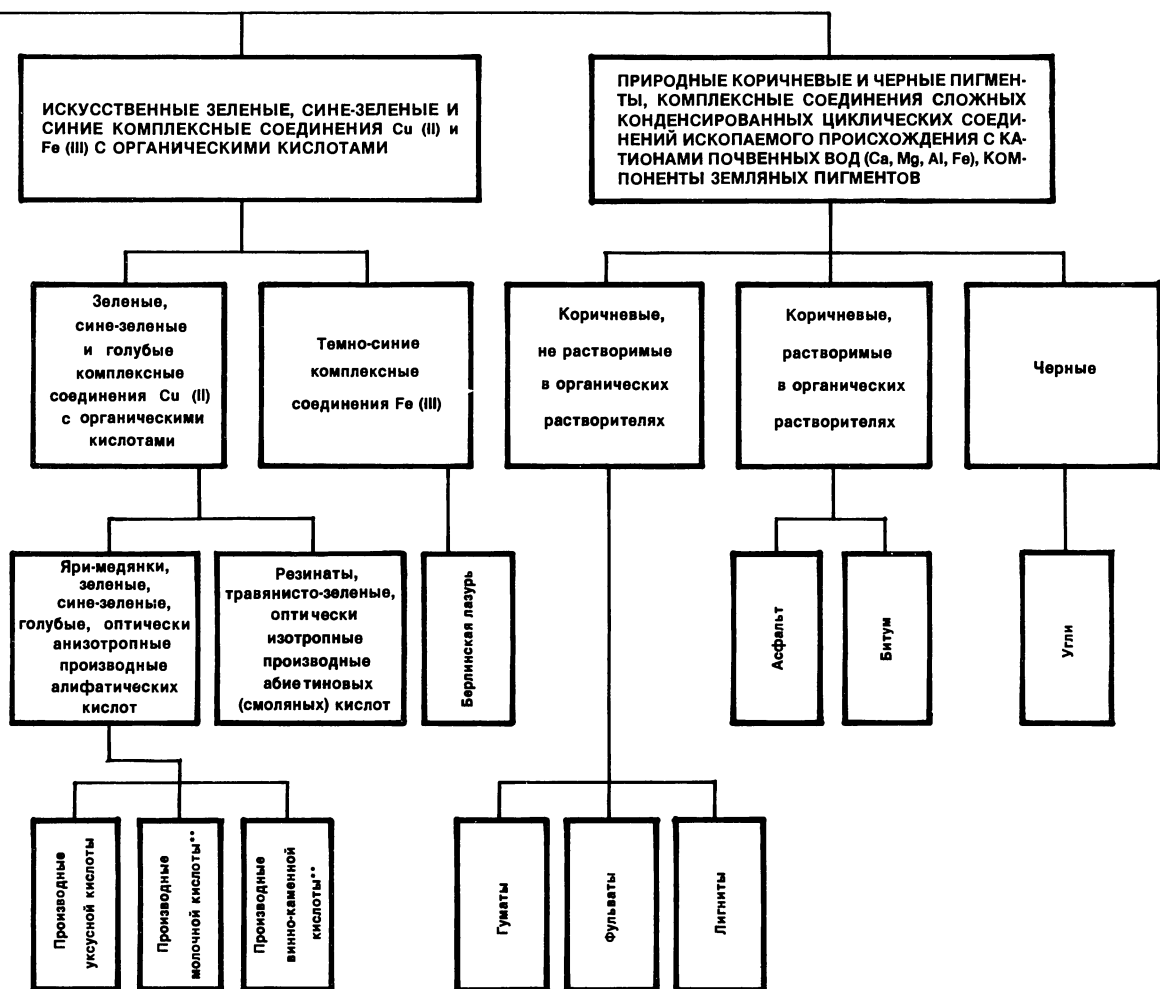 ИСКУССТВЕННЫЕ ЗЕЛЕНЫЕ, СИНЕ-ЗЕЛЕНЫЕ И
СИНИЕ КОМПЛЕКСНЫЕ СОЕДИНЕНИЯ Cu (II) и
Fe (III) С ОРГАНИЧЕСКИМИ КИСЛОТАМИ
ПРИРОДНЫЕ КОРИЧНЕВЫЕ И ЧЕРНЫЕ ПИГМЕН-
ТЫ, КОМПЛЕКСНЫЕ СОЕДИНЕНИЯ СЛОЖНЫХ
КОНДЕНСИРОВАННЫХ ЦИКЛИЧЕСКИХ СОЕДИ-
НЕНИЙ ИСКОПАЕМОГО ПРОИСХОЖДЕНИЯ С КА-
ТИОНАМИ ПОЧВЕННЫХ ВОД (Ca, Mg, Al, Fe), КОМ-
ПОНЕНТЫ ЗЕМЛЯНЫХ ПИГМЕНТОВ
Зеленые,
сине-зеленые
и голубые
комплексные
соединения Cu (II)
с органическими
кислотами
Темно-синие
комплексные
соединения Fe (III)
Коричневые,
не растворимые
в органических
растворителях
Коричневые,
растворимые
в органических
растворителях
Черные
Яри-медянки,
зеленые,
сине-зеленые,
голубые, оптически
анизотропные
производные
алифатических
кислот
Резинаты,
травянисто-зеленые,
оптически
изотропные
производные
абиетиновых
(смоляных) кислот
Берлинская лазурь
Асфальт
Битум
Угли
Производные
уксусной кислоты
Производные
молочной кислоты**
Производные
винно-каменной
кислоты**
Гуматы
Фульваты
Лигниты